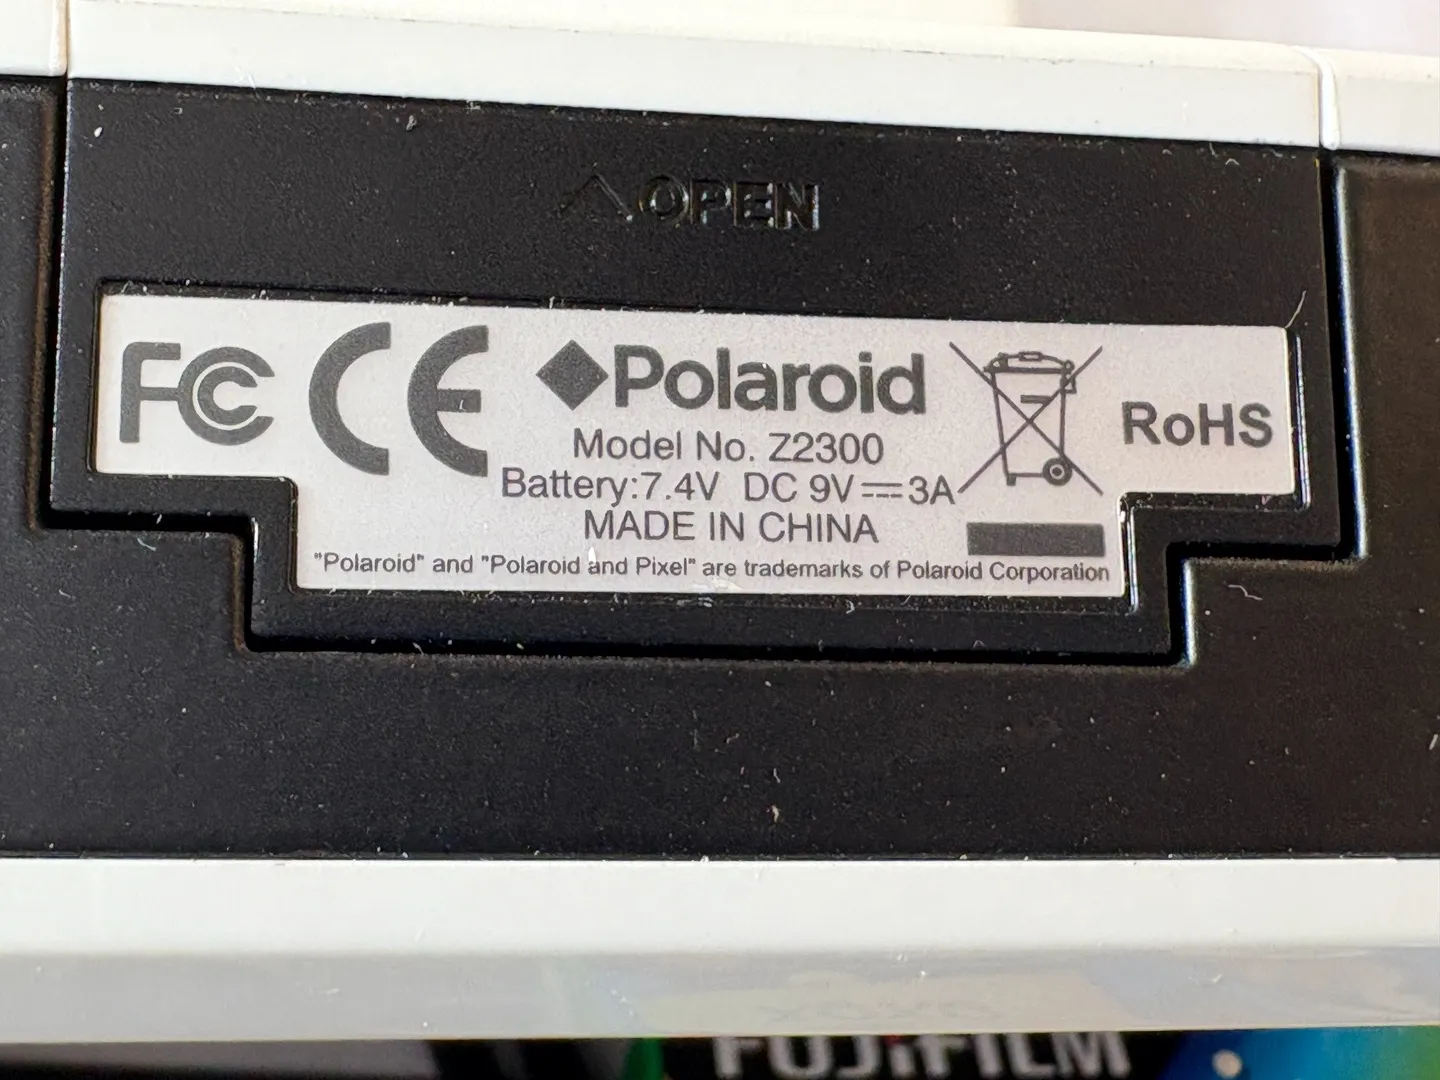 OPEN
FC CE Polaroid RoHS
Model No. Z2300
Battery:7.4V DC 9V⎓3A
MADE IN CHINA
"Polaroid" and "Polaroid and Pixel" are trademarks of Polaroid Corporation
FUJIFILM